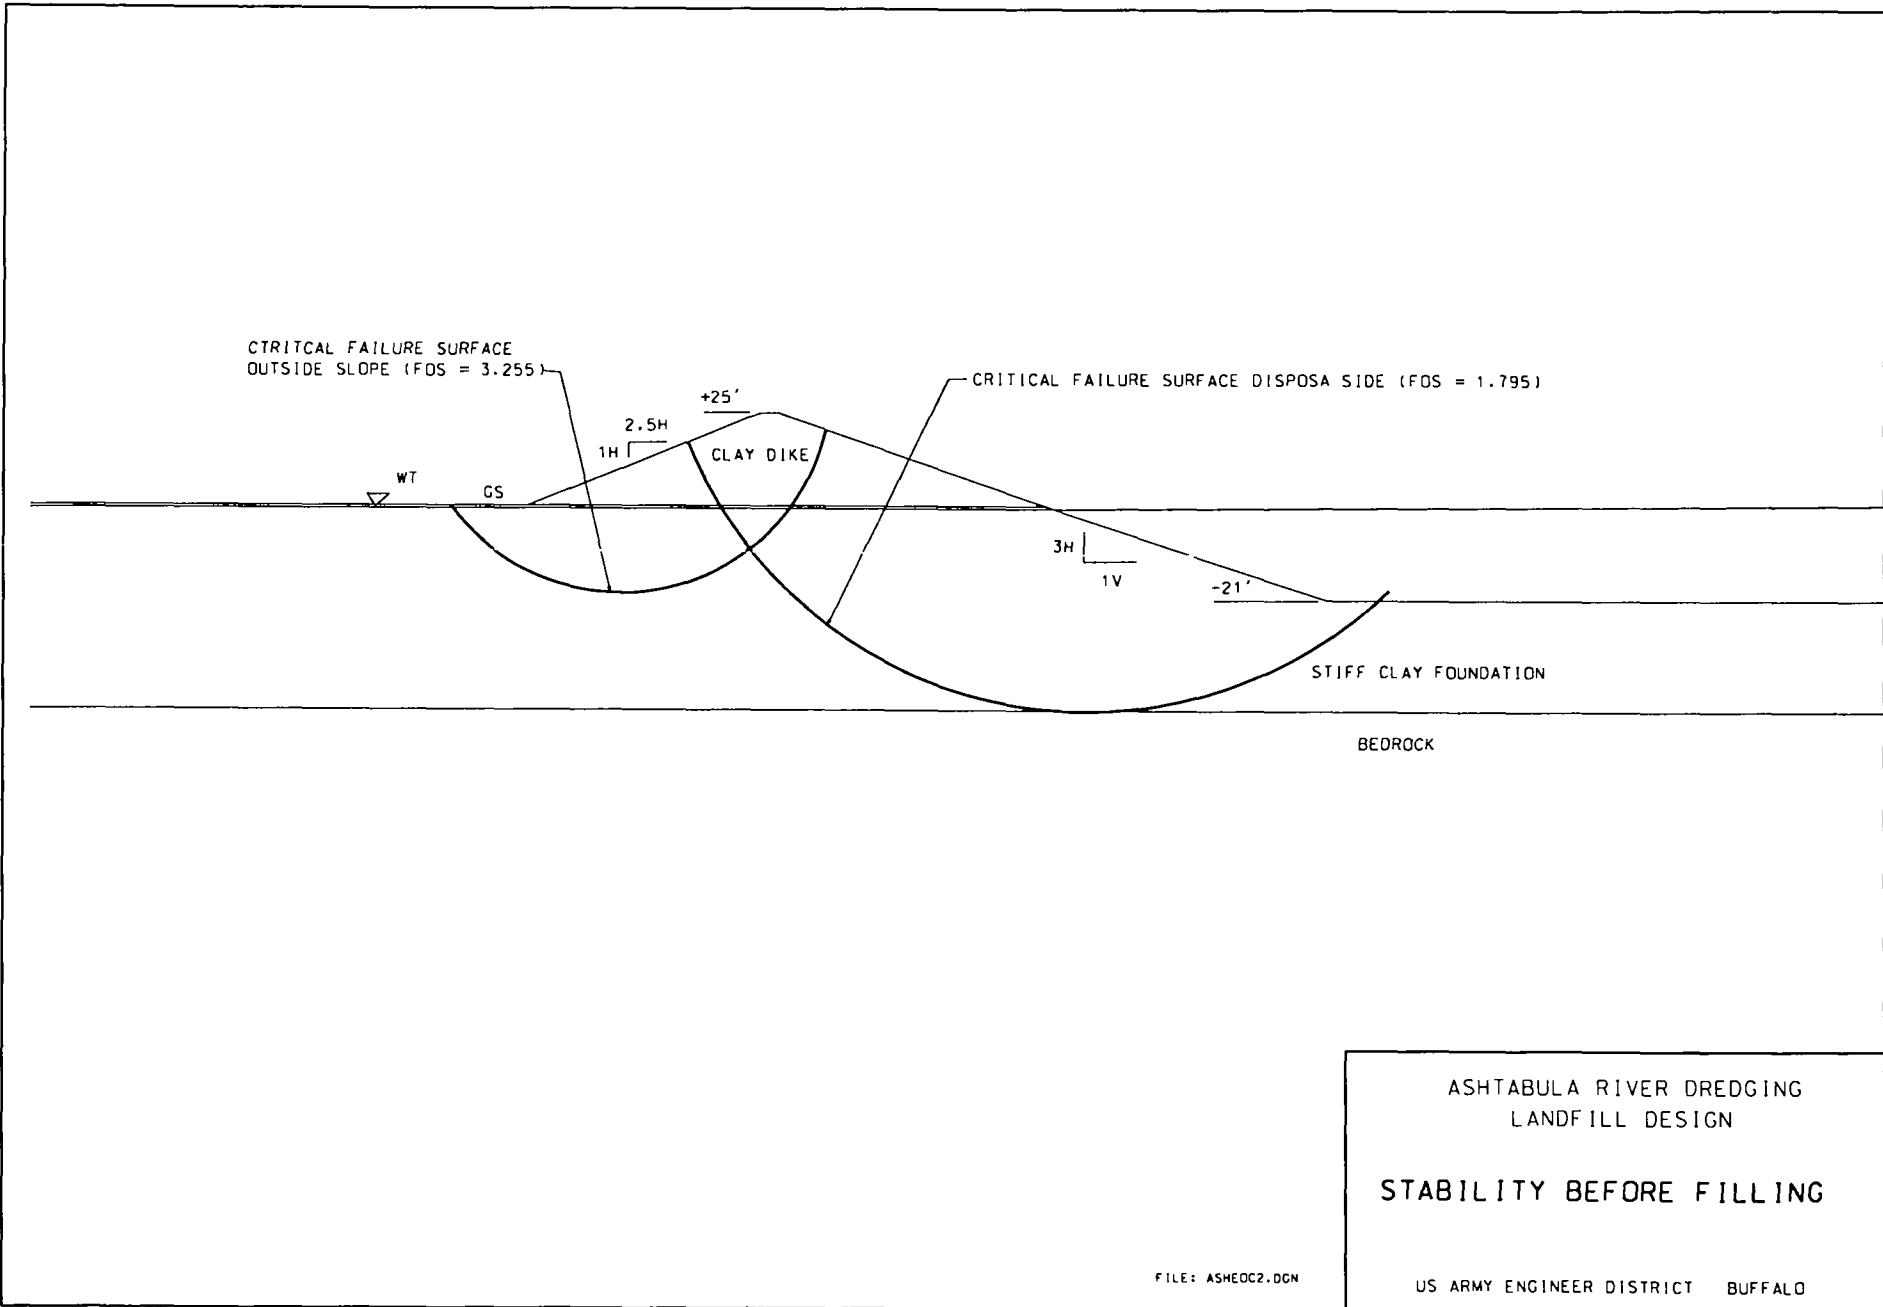 CTRITCAL FAILURE SURFACE
OUTSIDE SLOPE (FOS = 3.255)
CRITICAL FAILURE SURFACE DISPOSA SIDE (FOS = 1.795)
+25'
2.5H
1H
CLAY DIKE
WT
GS
3H
1V
-21'
STIFF CLAY FOUNDATION
BEDROCK
ASHTABULA RIVER DREDGING
LANDFILL DESIGN
STABILITY BEFORE FILLING
FILE: ASHEOC2.DGN
US ARMY ENGINEER DISTRICT BUFFALO